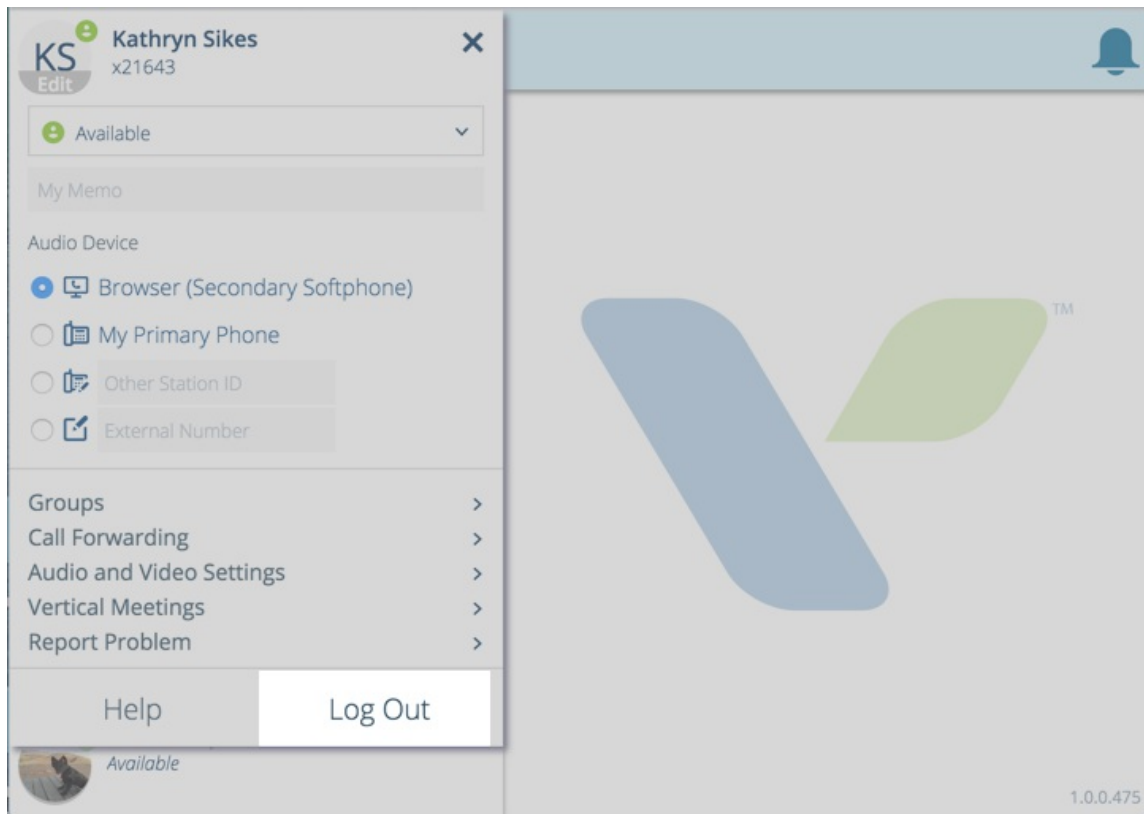 KS
Edit
Kathryn Sikes
x21643
Available
My Memo
Audio Device
Browser (Secondary Softphone)
My Primary Phone
Other Station ID
External Number
Groups
Call Forwarding
Audio and Video Settings
Vertical Meetings
Report Problem
Help
Log Out
Available
TM
1.0.0.475